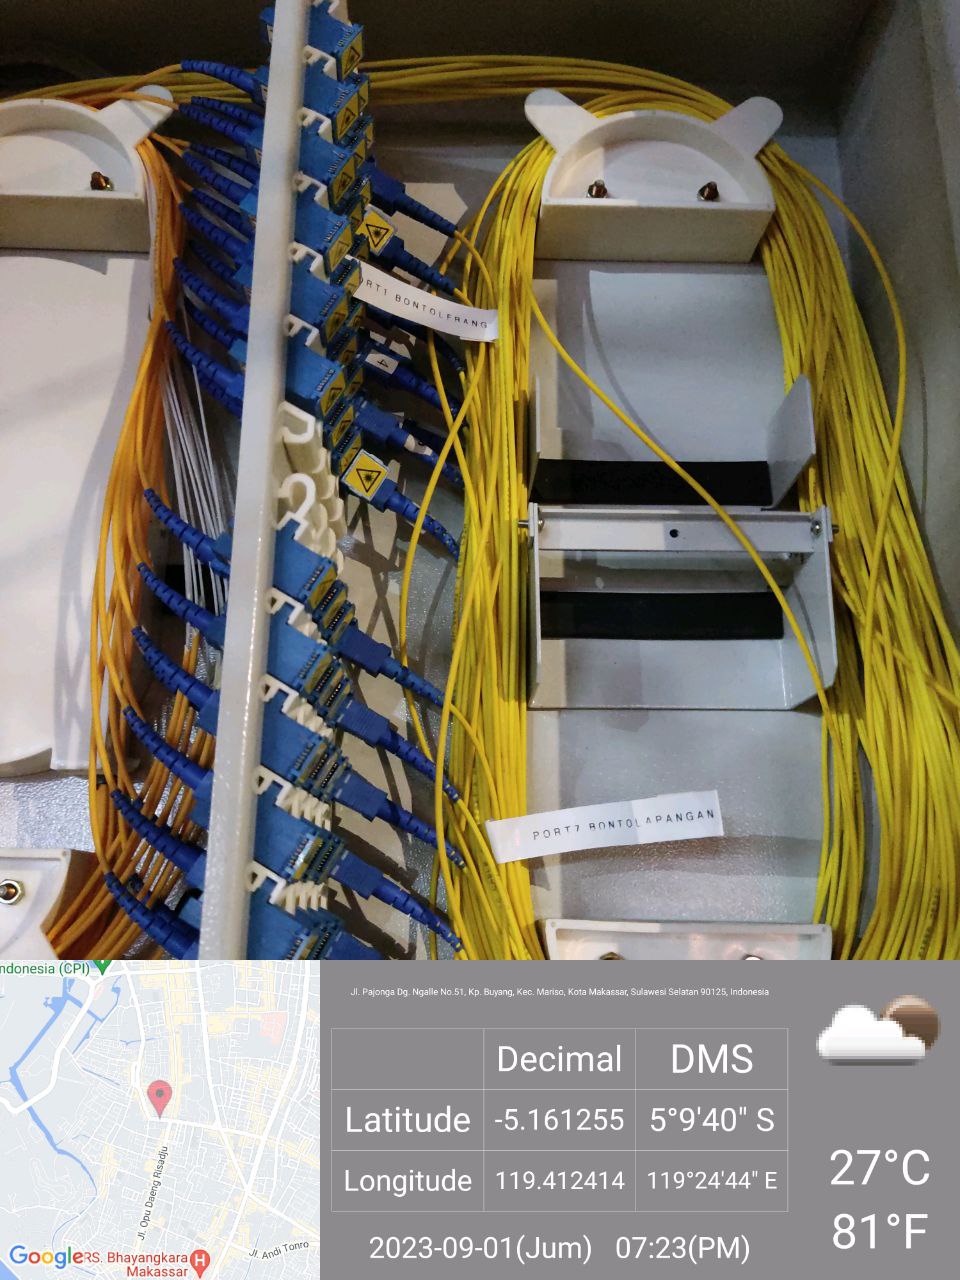 PORT1 BONTOLERANG
4
PORT7 BONTOLAPANGAN
ndonesia (CPI)
Jl. Opu Daeng Risadju
Jl. Andi Tonro
Google
RS. Bhayangkara
Makassar
Jl. Pajonga Dg. Ngalle No.51, Kp. Buyang, Kec. Mariso, Kota Makassar, Sulawesi Selatan 90125, Indonesia
Decimal DMS
Latitude -5.161255 5°9'40" S
Longitude 119.412414 119°24'44" E
2023-09-01(Jum) 07:23(PM)
27°C
81°F